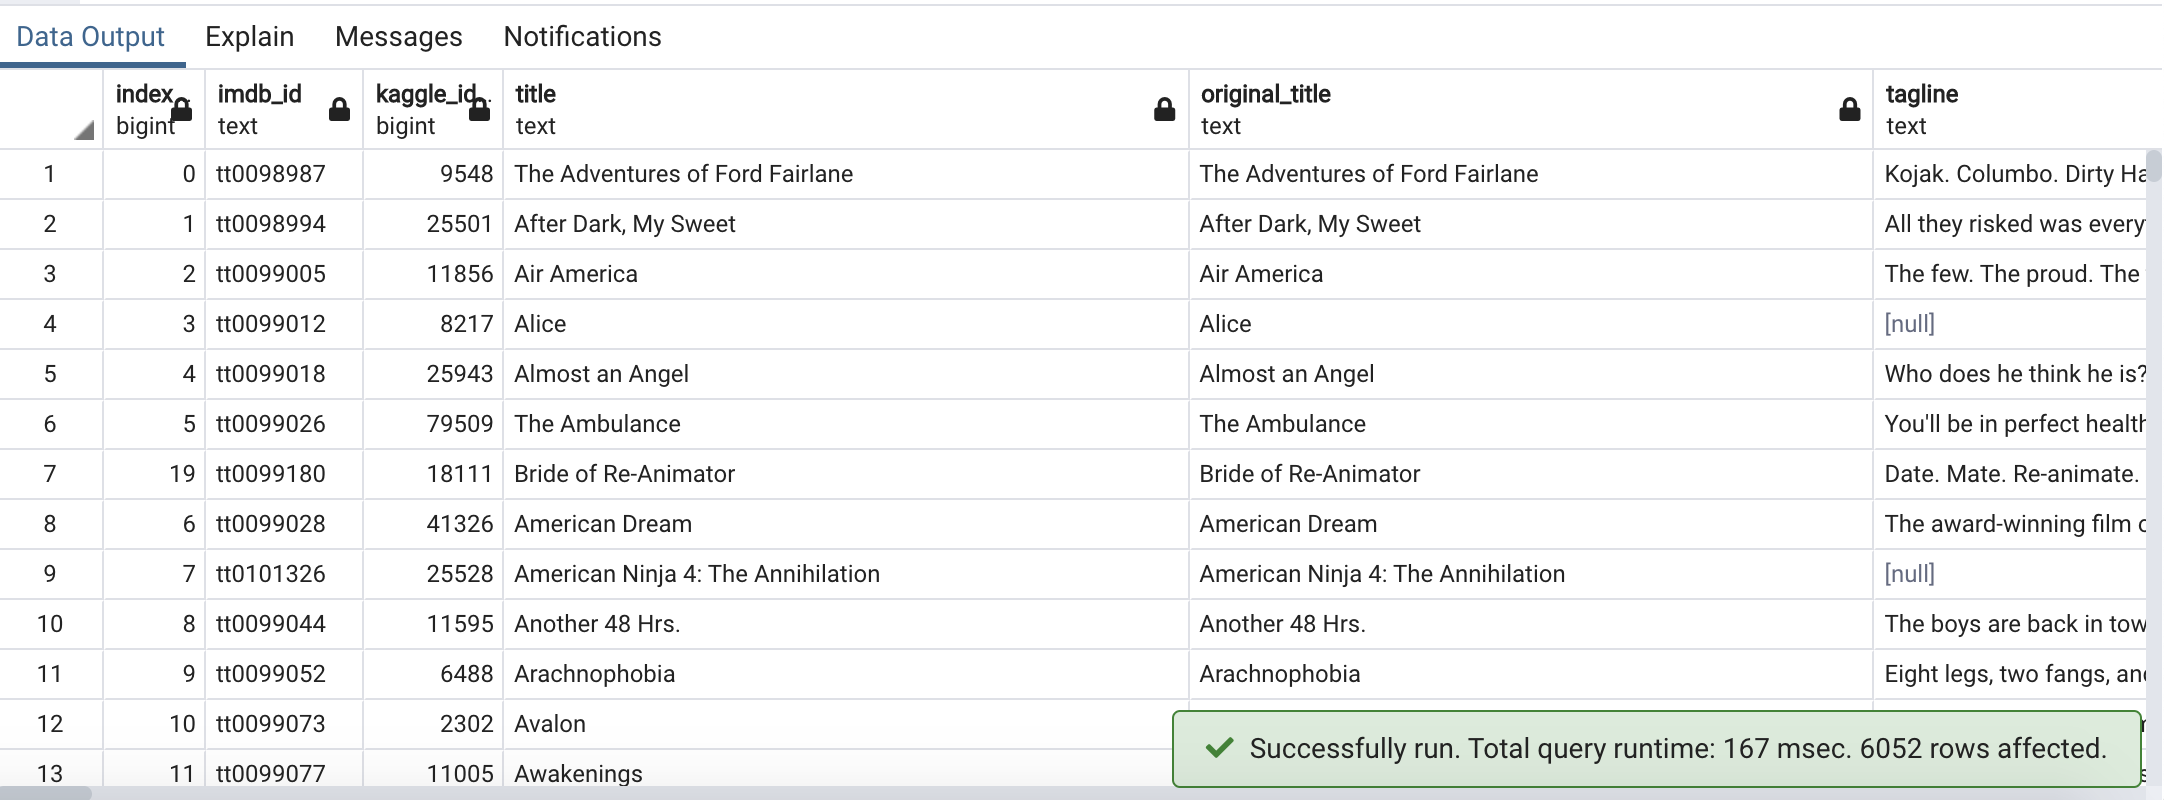 Data Output Explain Messages Notifications
index imdb_id kaggle_id title original_title tagline
bigint text bigint text text text
1 0 tt0098987 9548 The Adventures of Ford Fairlane The Adventures of Ford Fairlane Kojak. Columbo. Dirty Ha
2 1 tt0098994 25501 After Dark, My Sweet After Dark, My Sweet All they risked was every
3 2 tt0099005 11856 Air America Air America The few. The proud. The
4 3 tt0099012 8217 Alice Alice [null]
5 4 tt0099018 25943 Almost an Angel Almost an Angel Who does he think he is?
6 5 tt0099026 79509 The Ambulance The Ambulance You'll be in perfect health
7 19 tt0099180 18111 Bride of Re-Animator Bride of Re-Animator Date. Mate. Re-animate.
8 6 tt0099028 41326 American Dream American Dream The award-winning film
9 7 tt0101326 25528 American Ninja 4: The Annihilation American Ninja 4: The Annihilation [null]
10 8 tt0099044 11595 Another 48 Hrs. Another 48 Hrs. The boys are back in tow
11 9 tt0099052 6488 Arachnophobia Arachnophobia Eight legs, two fangs, an
12 10 tt0099073 2302 Avalon
Successfully run. Total query runtime: 167 msec. 6052 rows affected.
13 11 tt0099077 11005 Awakenings